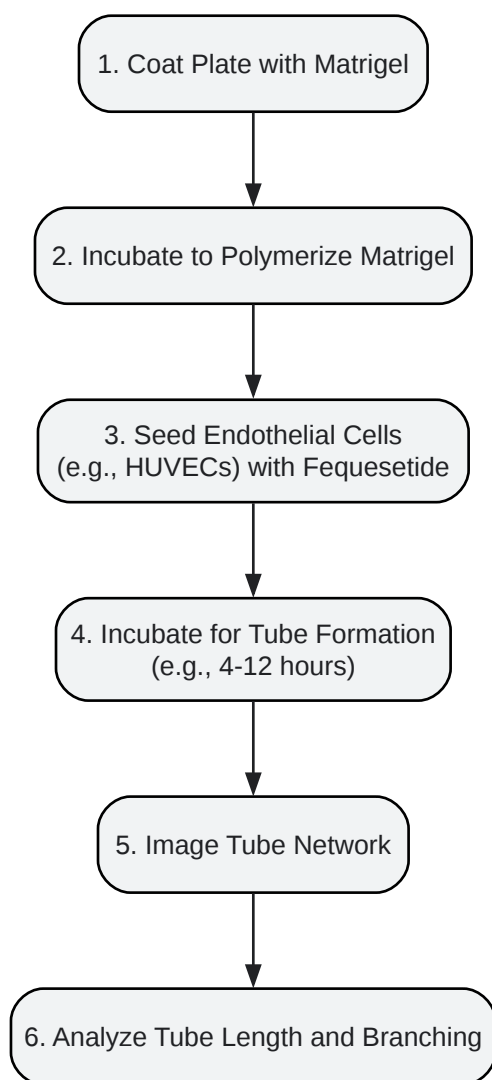 1. Coat Plate with Matrigel
2. Incubate to Polymerize Matrigel
3. Seed Endothelial Cells
(e.g., HUVECs) with Fequesetide
4. Incubate for Tube Formation
(e.g., 4-12 hours)
5. Image Tube Network
6. Analyze Tube Length and Branching